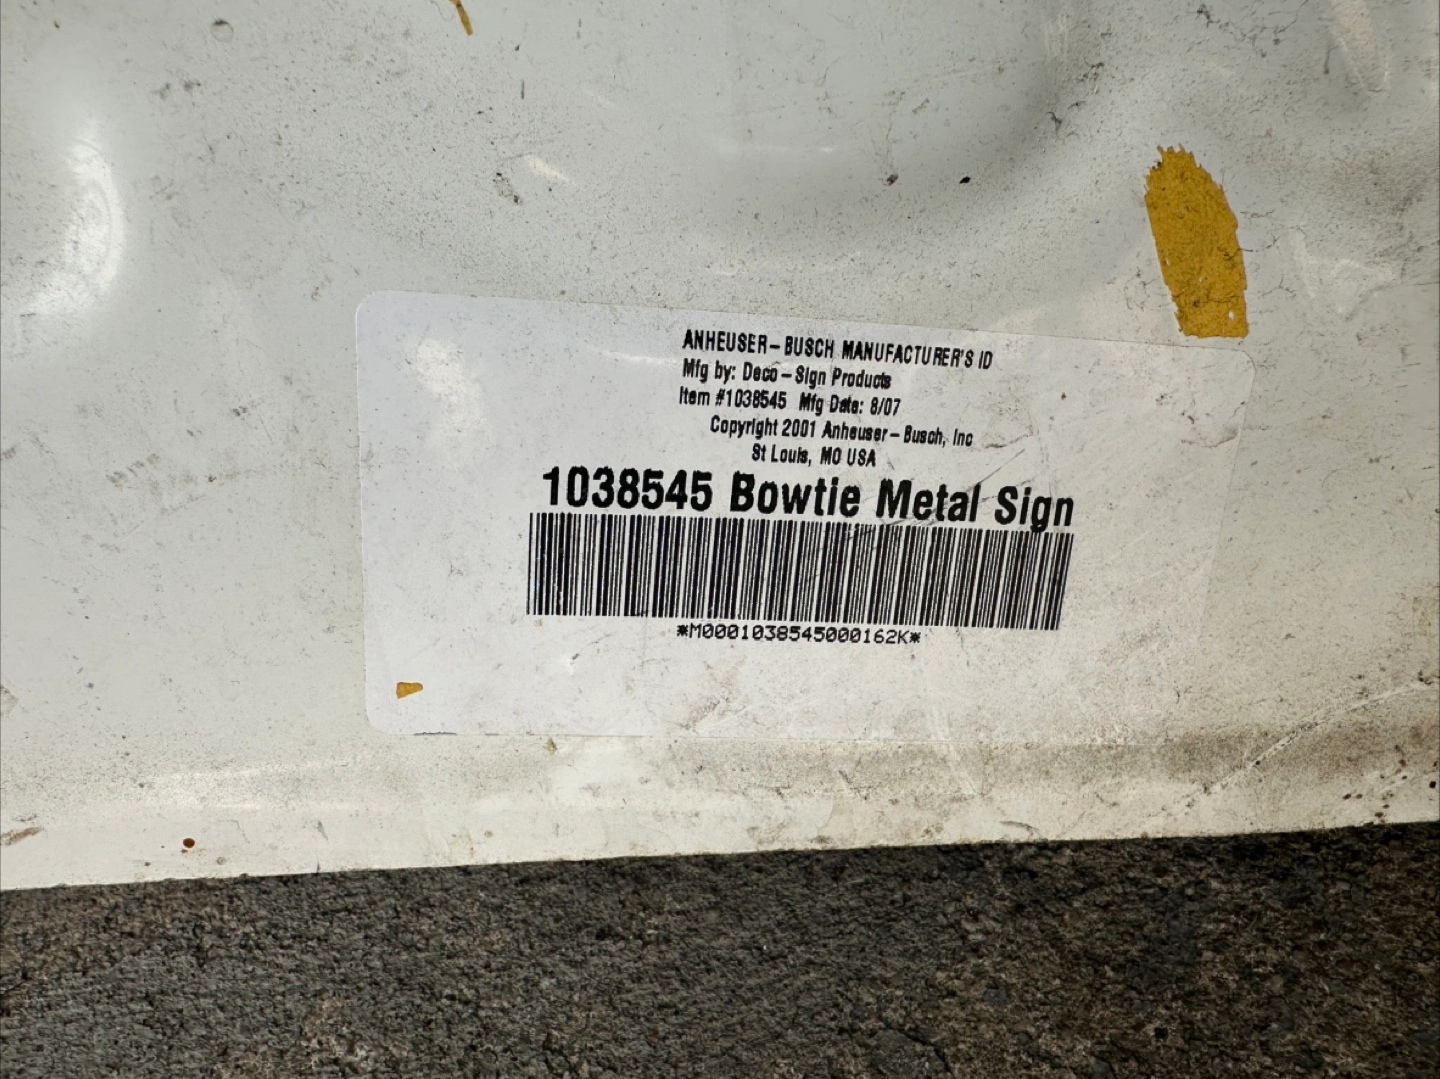 ANHEUSER-BUSCH MANUFACTURER'S ID
Mfg by: Deco-Sign Products
Item #1038545 Mfg Date: 8/07
Copyright 2001 Anheuser-Busch, Inc
St Louis, MO USA
1038545 Bowtie Metal Sign
*M0001038545000162K*